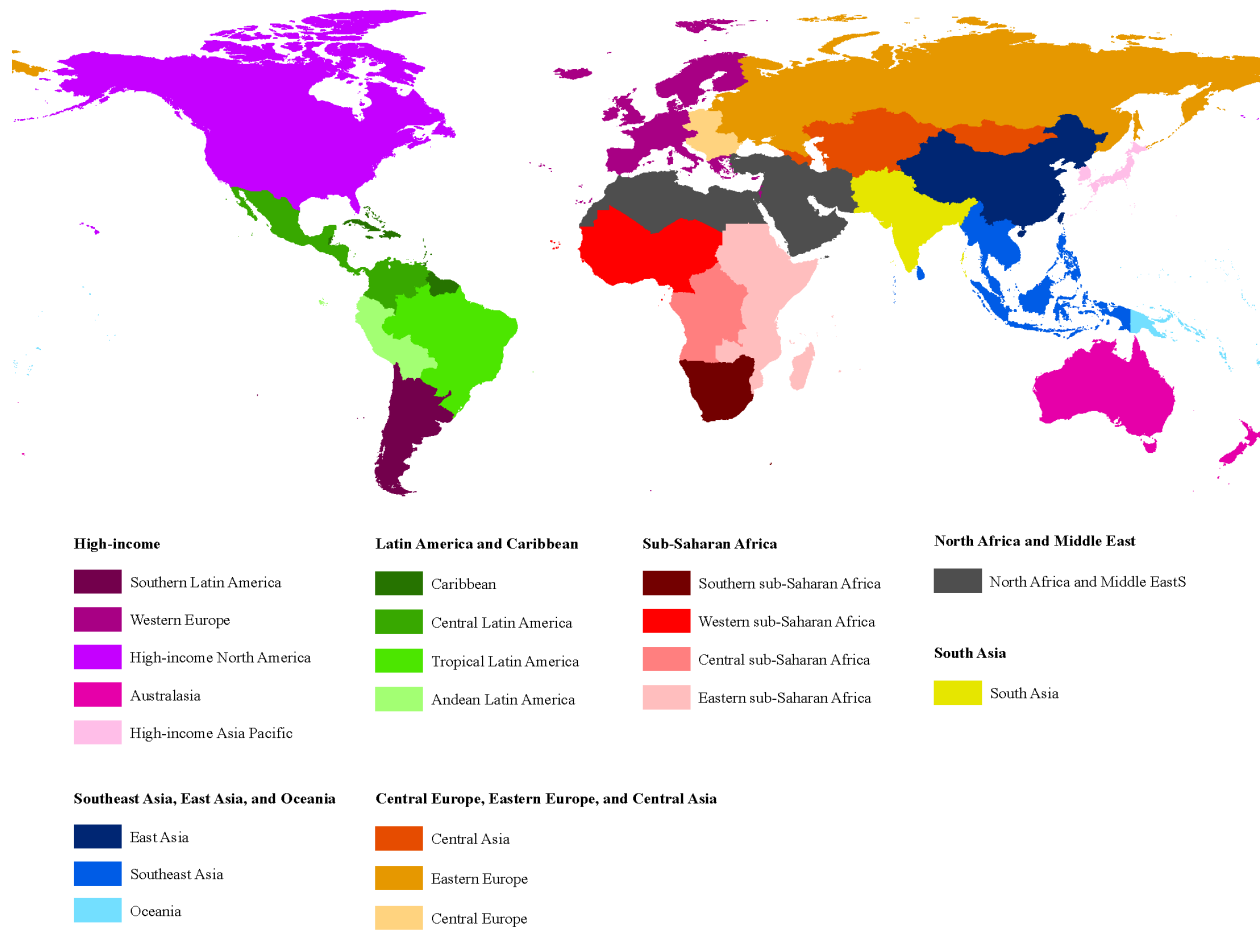 High-income
Southern Latin America
Western Europe
High-income North America
Australasia
High-income Asia Pacific
Latin America and Caribbean
Caribbean
Central Latin America
Tropical Latin America
Andean Latin America
Sub-Saharan Africa
Southern sub-Saharan Africa
Western sub-Saharan Africa
Central sub-Saharan Africa
Eastern sub-Saharan Africa
North Africa and Middle East
North Africa and Middle EastS
South Asia
South Asia
Southeast Asia, East Asia, and Oceania
East Asia
Southeast Asia
Oceania
Central Europe, Eastern Europe, and Central Asia
Central Asia
Eastern Europe
Central Europe